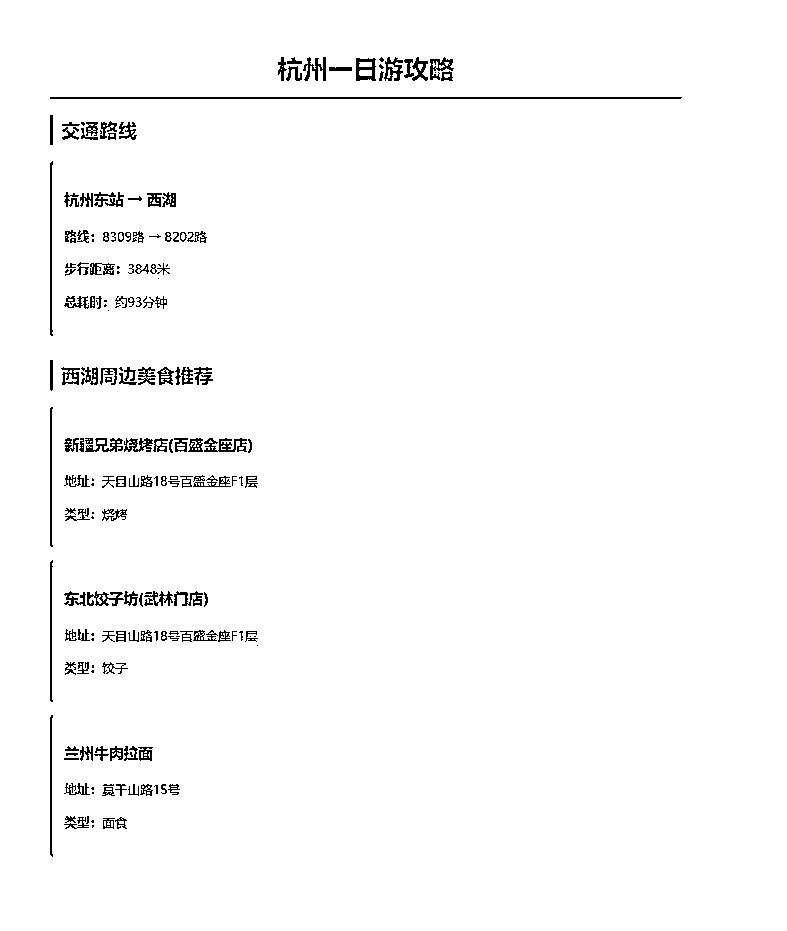 杭州一日游攻略
交通路线
杭州东站 → 西湖
路线：8309路 → 8202路
步行距离：3848米
总耗时：约93分钟
西湖周边美食推荐
新疆兄弟烧烤店(百盛金座店)
地址：天目山路18号百盛金座F1层
类型：烧烤
东北饺子坊(武林门店)
地址：天目山路18号百盛金座F1层
类型：饺子
兰州牛肉拉面
地址：莫干山路15号
类型：面食